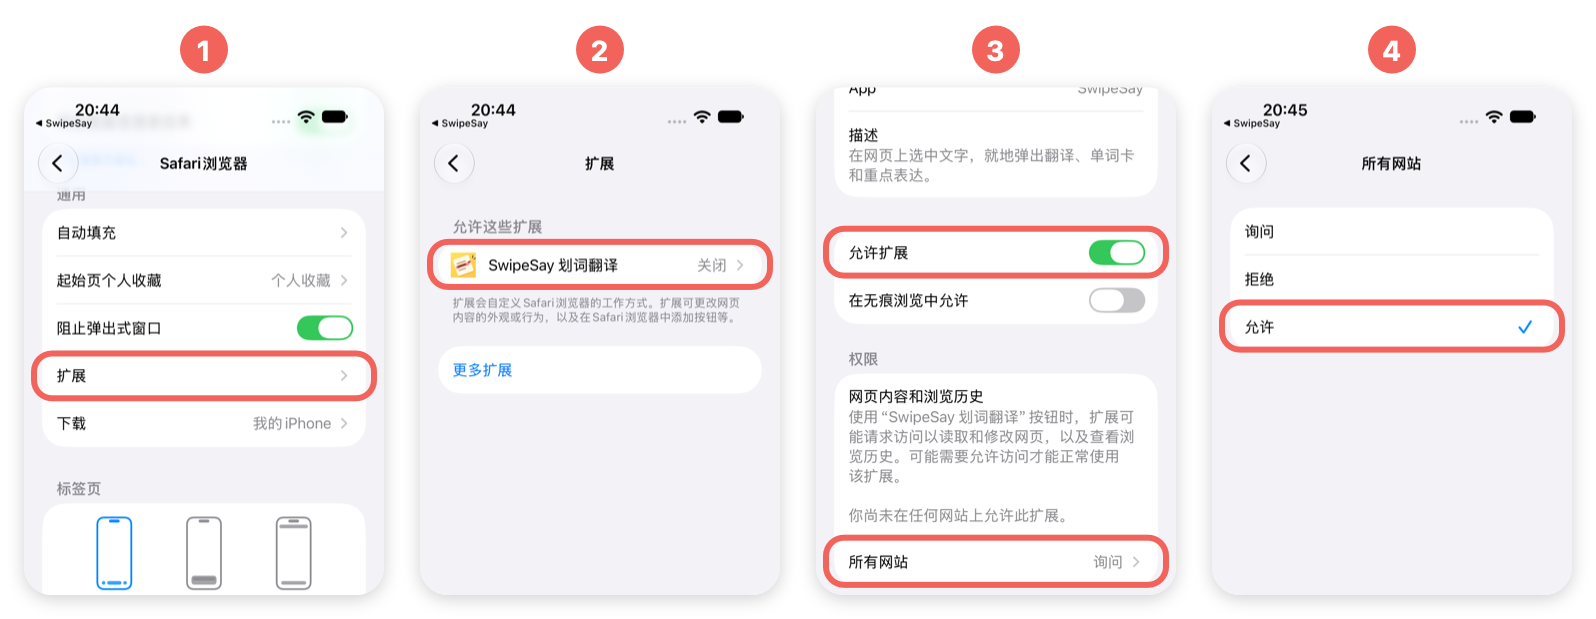 1
20:44
◀ SwipeSay
Safari浏览器
通用
自动填充
起始页个人收藏 个人收藏
阻止弹出式窗口
扩展
下载 我的iPhone
标签页
2
20:44
◀ SwipeSay
扩展
允许这些扩展
SwipeSay 划词翻译 关闭
扩展会自定义Safari浏览器的工作方式。扩展可更改网页
内容的外观或行为，以及在Safari浏览器中添加按钮等。
更多扩展
3
App SwipeSay
描述
在网页上选中文字，就地弹出翻译、单词卡
和重点表达。
允许扩展
在无痕浏览中允许
权限
网页内容和浏览历史
使用“SwipeSay 划词翻译”按钮时，扩展可
能请求访问以读取和修改网页，以及查看浏
览历史。可能需要允许访问才能正常使用
该扩展。
你尚未在任何网站上允许此扩展。
所有网站 询问
4
20:45
◀ SwipeSay
所有网站
询问
拒绝
允许